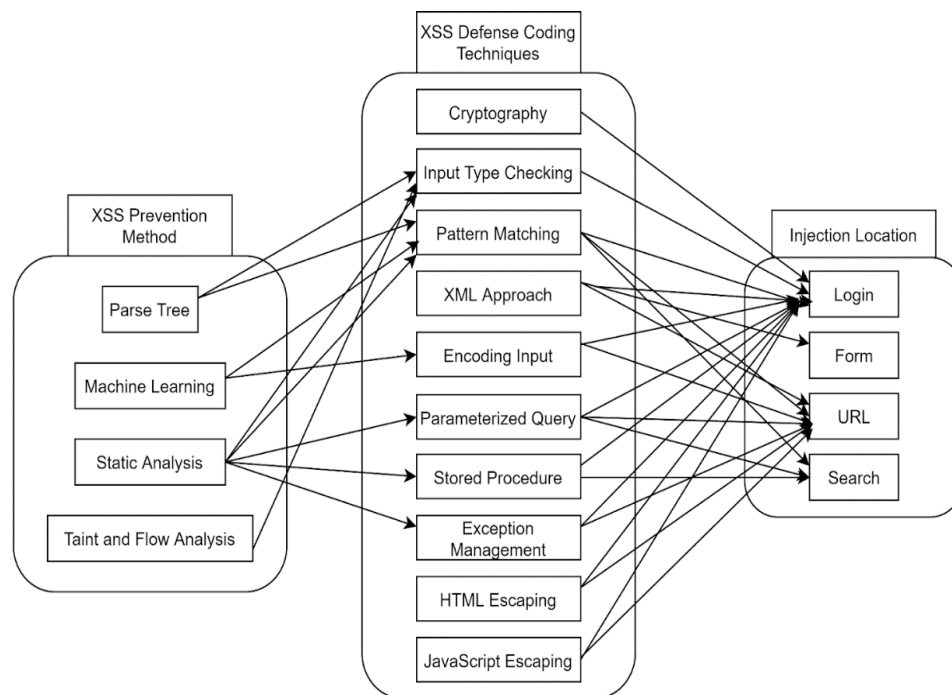 XSS Defense Coding
Techniques
Cryptography
Input Type Checking
Pattern Matching
XML Approach
Encoding Input
Parameterized Query
Stored Procedure
Exception
Management
HTML Escaping
JavaScript Escaping
XSS Prevention
Method
Parse Tree
Machine Learning
Static Analysis
Taint and Flow Analysis
Injection Location
Login
Form
URL
Search